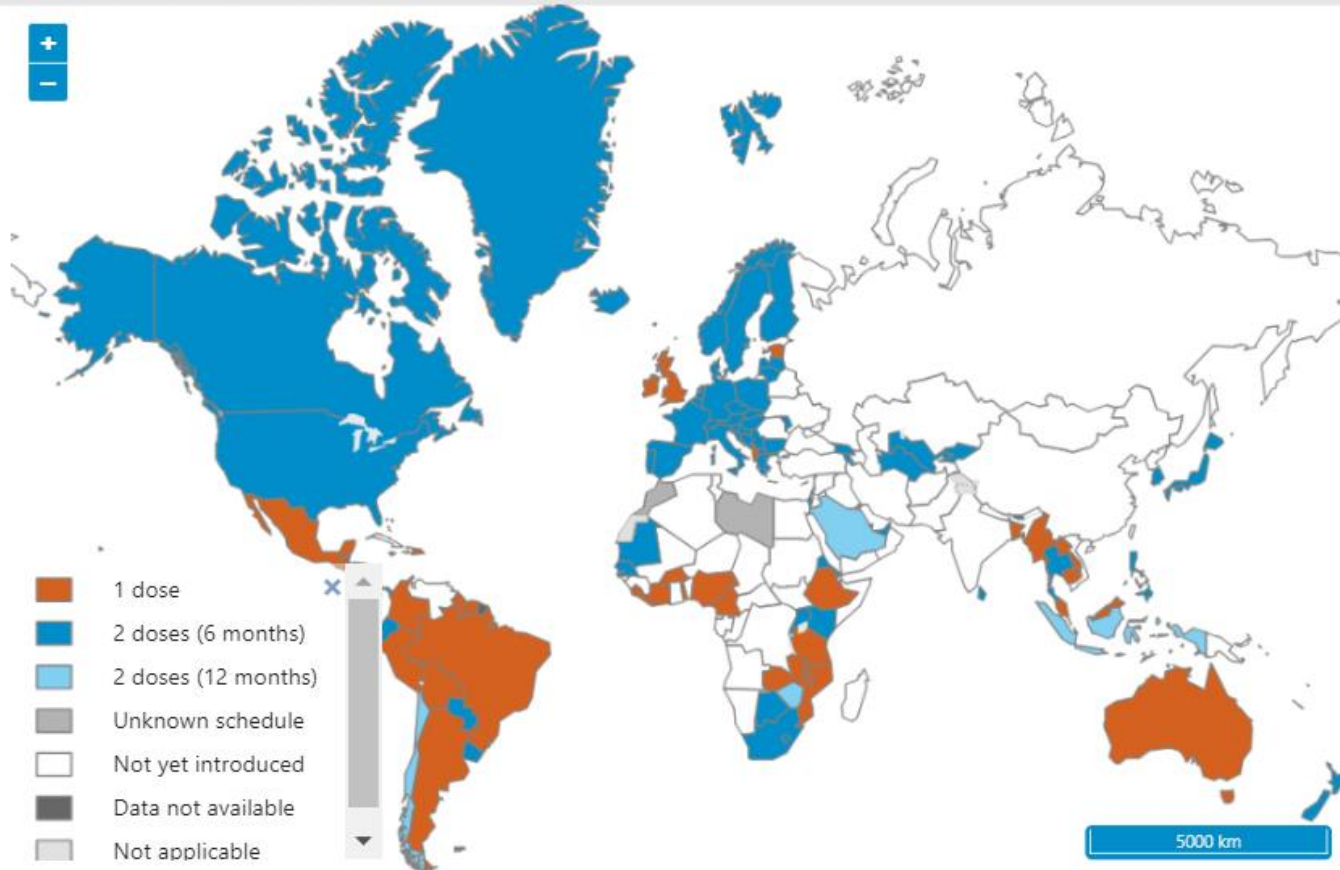 +
−
1 dose
2 doses (6 months)
2 doses (12 months)
Unknown schedule
Not yet introduced
Data not available
Not applicable
5000 km